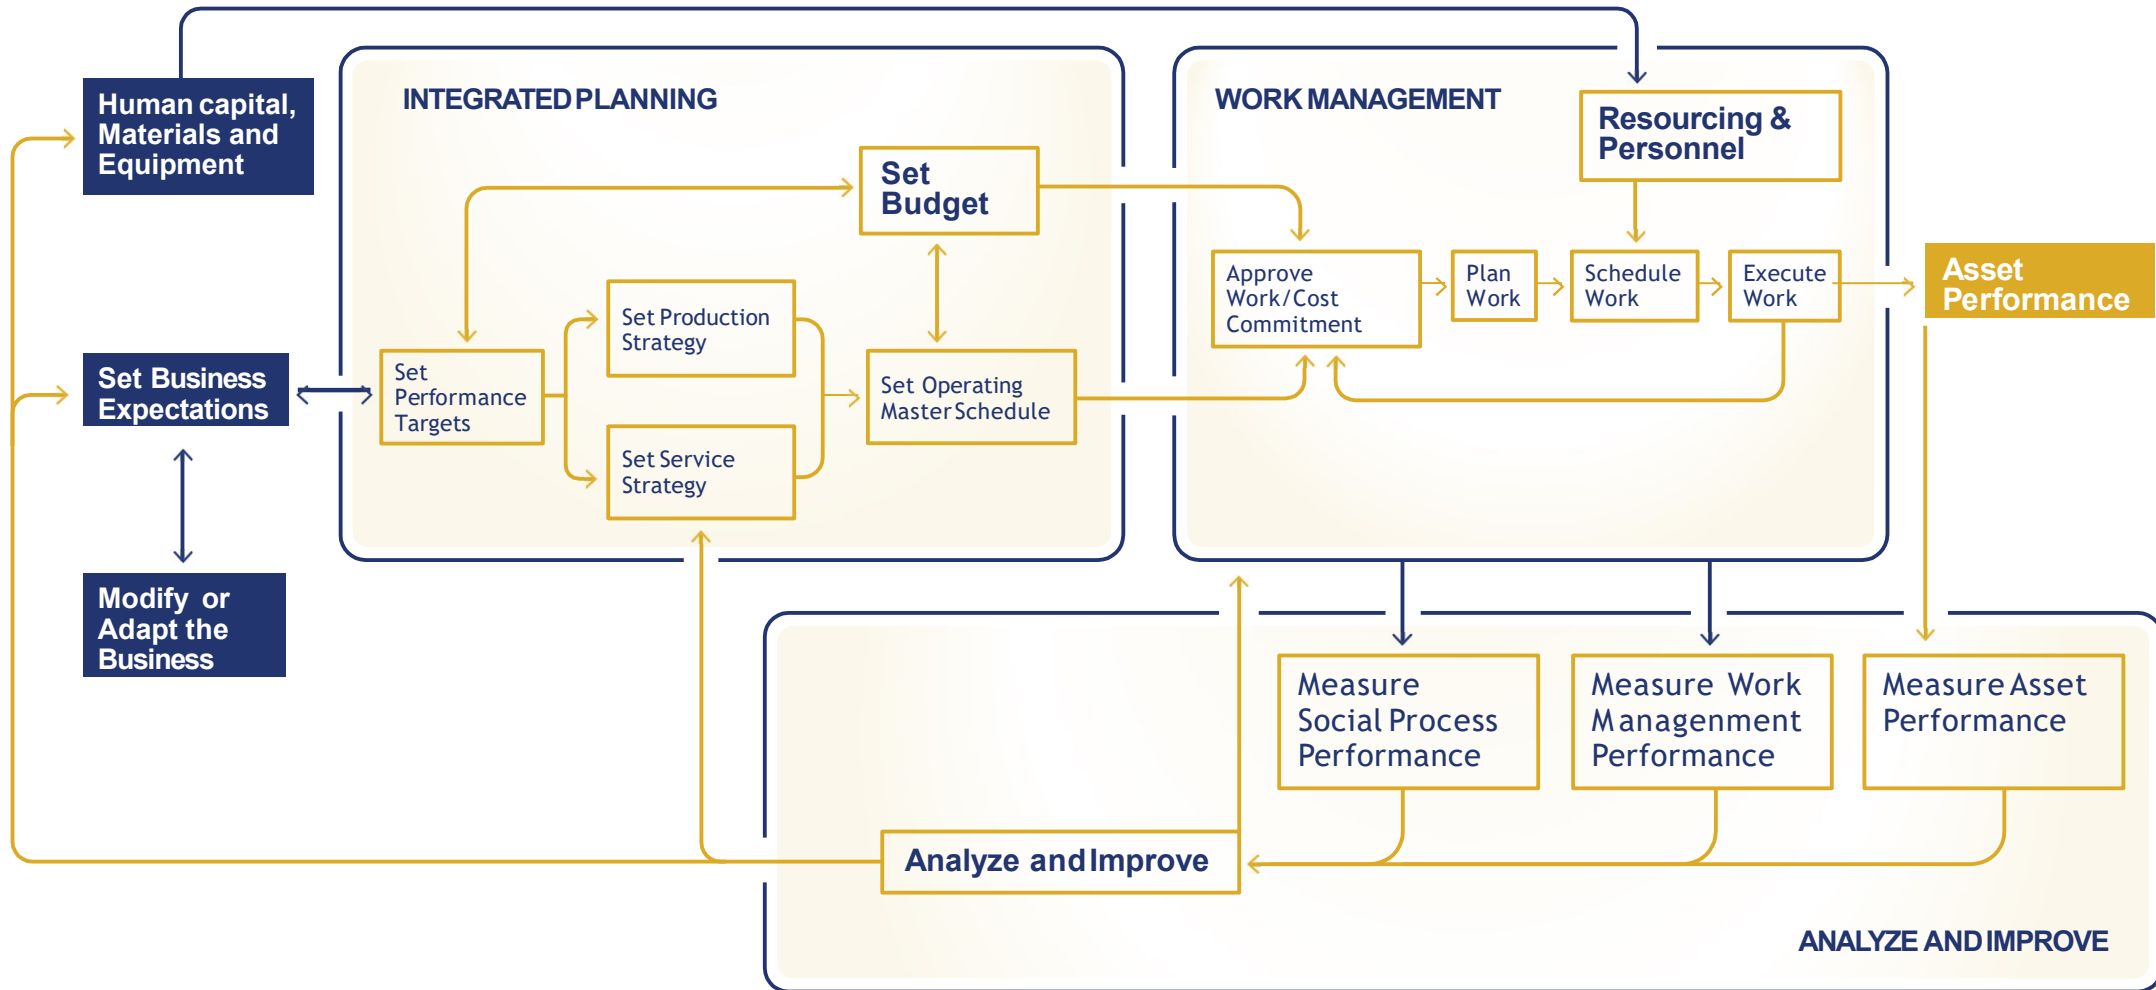 Human capital,
Materials and
Equipment
INTEGRATED PLANNING
WORK MANAGEMENT
Resourcing &
Personnel
Set
Budget
Approve
Work/Cost
Commitment
Plan
Work
Schedule
Work
Execute
Work
Asset
Performance
Set Production
Strategy
Set Business
Expectations
Set
Performance
Targets
Set Operating
Master Schedule
Set Service
Strategy
Modify or
Adapt the
Business
Measure
Social Process
Performance
Measure Work
Managenment
Performance
Measure Asset
Performance
Analyze and Improve
ANALYZE AND IMPROVE